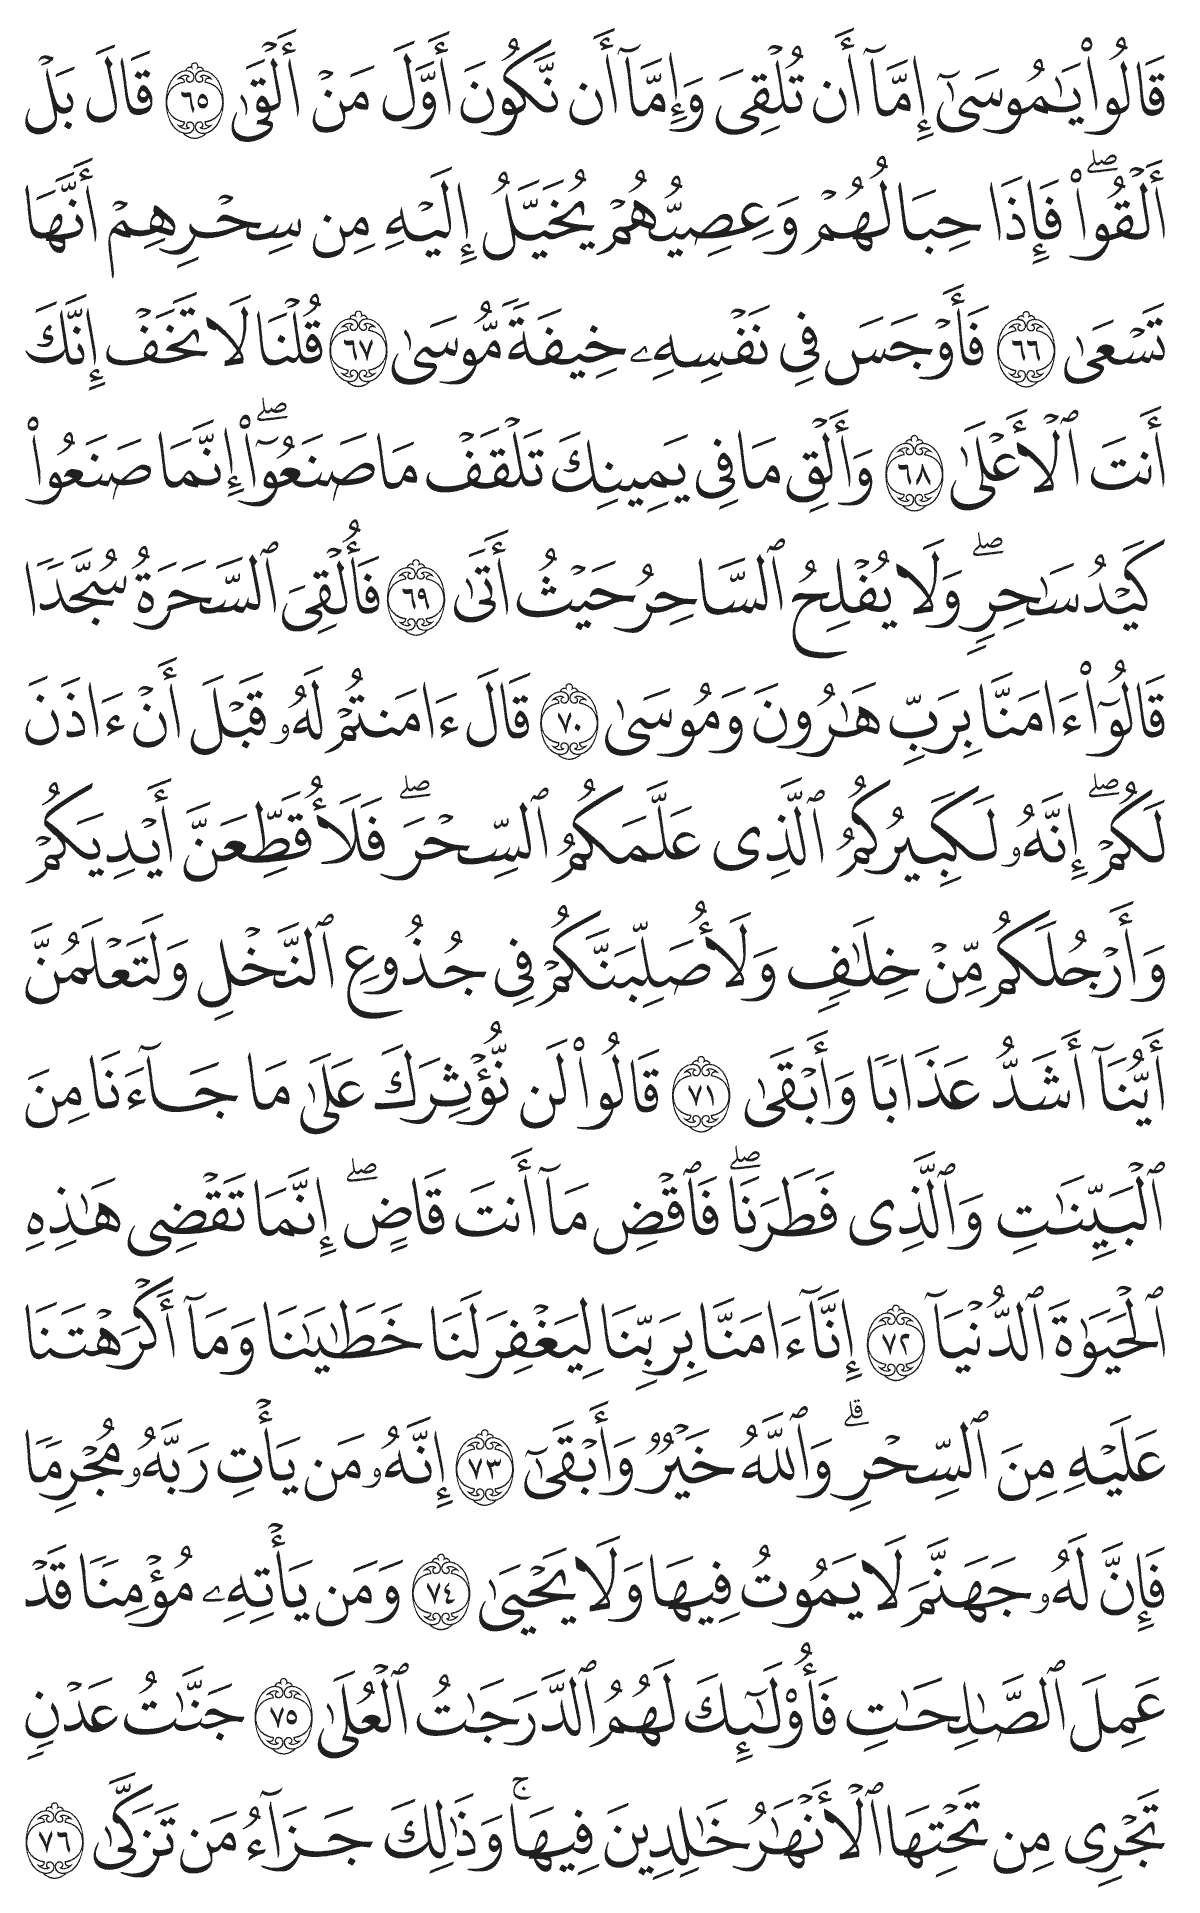 قَالُوا۟ يَـٰمُوسَىٰٓ إِمَّآ أَن تُلْقِىَ وَإِمَّآ أَن نَّكُونَ أَوَّلَ مَنْ أَلْقَىٰ ٦٥ قَالَ بَلْ
أَلْقُوا۟ ۖ فَإِذَا حِبَالُهُمْ وَعِصِيُّهُمْ يُخَيَّلُ إِلَيْهِ مِن سِحْرِهِمْ أَنَّهَا
تَسْعَىٰ ٦٦ فَأَوْجَسَ فِى نَفْسِهِۦ خِيفَةً مُّوسَىٰ ٦٧ قُلْنَا لَا تَخَفْ إِنَّكَ
أَنتَ ٱلْأَعْلَىٰ ٦٨ وَأَلْقِ مَا فِى يَمِينِكَ تَلْقَفْ مَا صَنَعُوٓا۟ ۖ إِنَّمَا صَنَعُوا۟
كَيْدُ سَـٰحِرٍ ۖ وَلَا يُفْلِحُ ٱلسَّاحِرُ حَيْثُ أَتَىٰ ٦٩ فَأُلْقِىَ ٱلسَّحَرَةُ سُجَّدًا
قَالُوٓا۟ ءَامَنَّا بِرَبِّ هَـٰرُونَ وَمُوسَىٰ ٧٠ قَالَ ءَامَنتُمْ لَهُۥ قَبْلَ أَنْ ءَاذَنَ
لَكُمْ ۖ إِنَّهُۥ لَكَبِيرُكُمُ ٱلَّذِى عَلَّمَكُمُ ٱلسِّحْرَ ۖ فَلَأُقَطِّعَنَّ أَيْدِيَكُمْ
وَأَرْجُلَكُم مِّنْ خِلَـٰفٍ وَلَأُصَلِّبَنَّكُمْ فِى جُذُوعِ ٱلنَّخْلِ وَلَتَعْلَمُنَّ
أَيُّنَآ أَشَدُّ عَذَابًا وَأَبْقَىٰ ٧١ قَالُوا۟ لَن نُّؤْثِرَكَ عَلَىٰ مَا جَآءَنَا مِنَ
ٱلْبَيِّنَـٰتِ وَٱلَّذِى فَطَرَنَا ۖ فَٱقْضِ مَآ أَنتَ قَاضٍ ۖ إِنَّمَا تَقْضِى هَـٰذِهِ
ٱلْحَيَوٰةَ ٱلدُّنْيَآ ٧٢ إِنَّآ ءَامَنَّا بِرَبِّنَا لِيَغْفِرَ لَنَا خَطَـٰيَـٰنَا وَمَآ أَكْرَهْتَنَا
عَلَيْهِ مِنَ ٱلسِّحْرِ ۗ وَٱللَّهُ خَيْرٌ وَأَبْقَىٰٓ ٧٣ إِنَّهُۥ مَن يَأْتِ رَبَّهُۥ مُجْرِمًا
فَإِنَّ لَهُۥ جَهَنَّمَ لَا يَمُوتُ فِيهَا وَلَا يَحْيَىٰ ٧٤ وَمَن يَأْتِهِۦ مُؤْمِنًا قَدْ
عَمِلَ ٱلصَّـٰلِحَـٰتِ فَأُو۟لَـٰٓئِكَ لَهُمُ ٱلدَّرَجَـٰتُ ٱلْعُلَىٰ ٧٥ جَنَّـٰتُ عَدْنٍ
تَجْرِى مِن تَحْتِهَا ٱلْأَنْهَـٰرُ خَـٰلِدِينَ فِيهَا ۚ وَذَٰلِكَ جَزَآءُ مَن تَزَكَّىٰ ٧٦